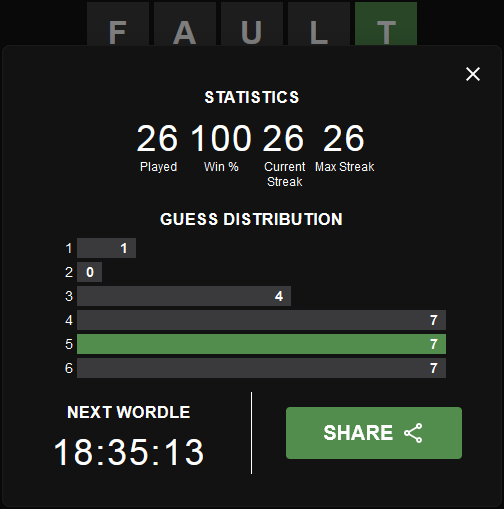 F A U L T
STATISTICS
26 100 26 26
Played Win % Current Streak Max Streak
GUESS DISTRIBUTION
1 1
2 0
3 4
4 7
5 7
6 7
NEXT WORDLE
18:35:13
SHARE